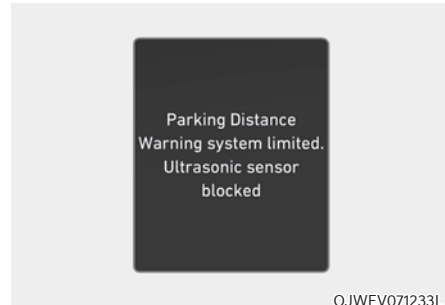 Parking Distance
Warning system limited.
Ultrasonic sensor
blocked
OJWEV071233L